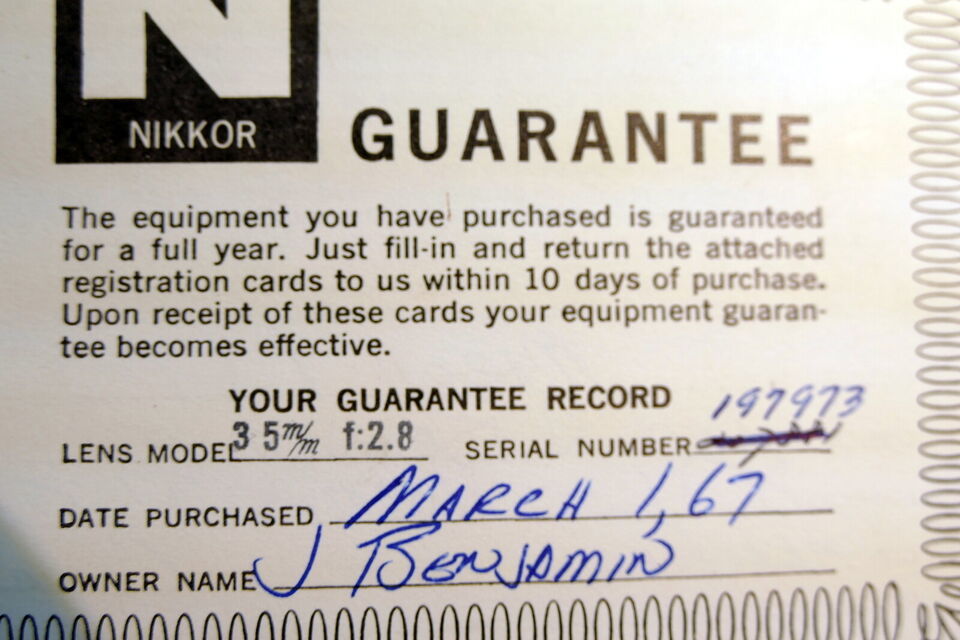 N
NIKKOR
GUARANTEE
The equipment you have purchased is guaranteed
for a full year. Just fill-in and return the attached
registration cards to us within 10 days of purchase.
Upon receipt of these cards your equipment guaran-
tee becomes effective.
YOUR GUARANTEE RECORD
197973
LENS MODEL 35m/m f:2.8 SERIAL NUMBER
DATE PURCHASED MARCH 1, 67
OWNER NAME J BENJAMIN